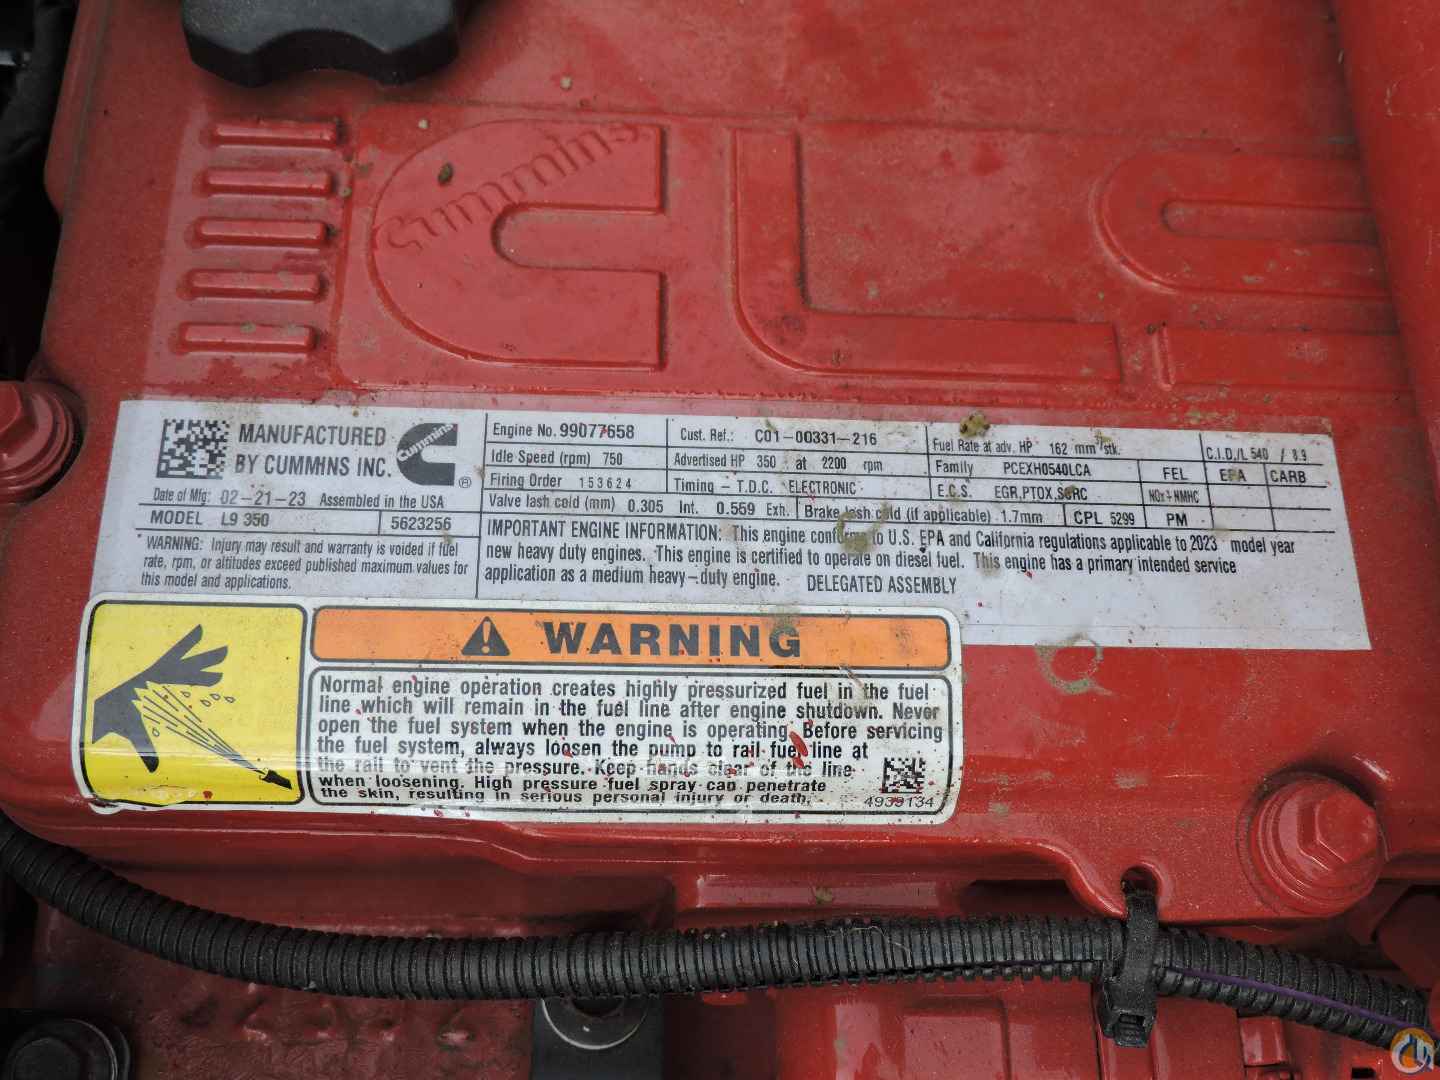 Cummins
CLS
MANUFACTURED
BY CUMMINS INC.
Cummins
®
Date of Mfg: 02-21-23 Assembled in the USA
MODEL L9 350 5623256
WARNING: Injury may result and warranty is voided if fuel
rate, rpm, or altitudes exceed published maximum values for
this model and applications.
Engine No. 99077658
Idle Speed (rpm) 750
Firing Order 153624
Valve lash cold (mm) 0.305 Int. 0.559 Exh.
Cust. Ref.: C01-00331-216
Advertised HP 350 at 2200 rpm
Timing - T.D.C. ELECTRONIC
Brake lash cold (if applicable) 1.7mm
CPL 5299
Fuel Rate at adv. HP 162 mm³/stk.
C.I.D./L 540 / 8.9
Family PCEXH0540LCA
FEL EPA CARB
E.C.S. EGR,PTOX,SCRC
NOx+NMHC
PM
IMPORTANT ENGINE INFORMATION: This engine conforms to U.S. EPA and California regulations applicable to 2023 model year
new heavy duty engines. This engine is certified to operate on diesel fuel. This engine has a primary intended service
application as a medium heavy-duty engine. DELEGATED ASSEMBLY
WARNING
Normal engine operation creates highly pressurized fuel in the fuel
line which will remain in the fuel line after engine shutdown. Never
open the fuel system when the engine is operating. Before servicing
the fuel system, always loosen the pump to rail fuel line at
the rail to vent the pressure. Keep hands clear of the line
when loosening. High pressure fuel spray can penetrate
the skin, resulting in serious personal injury or death.
4939134